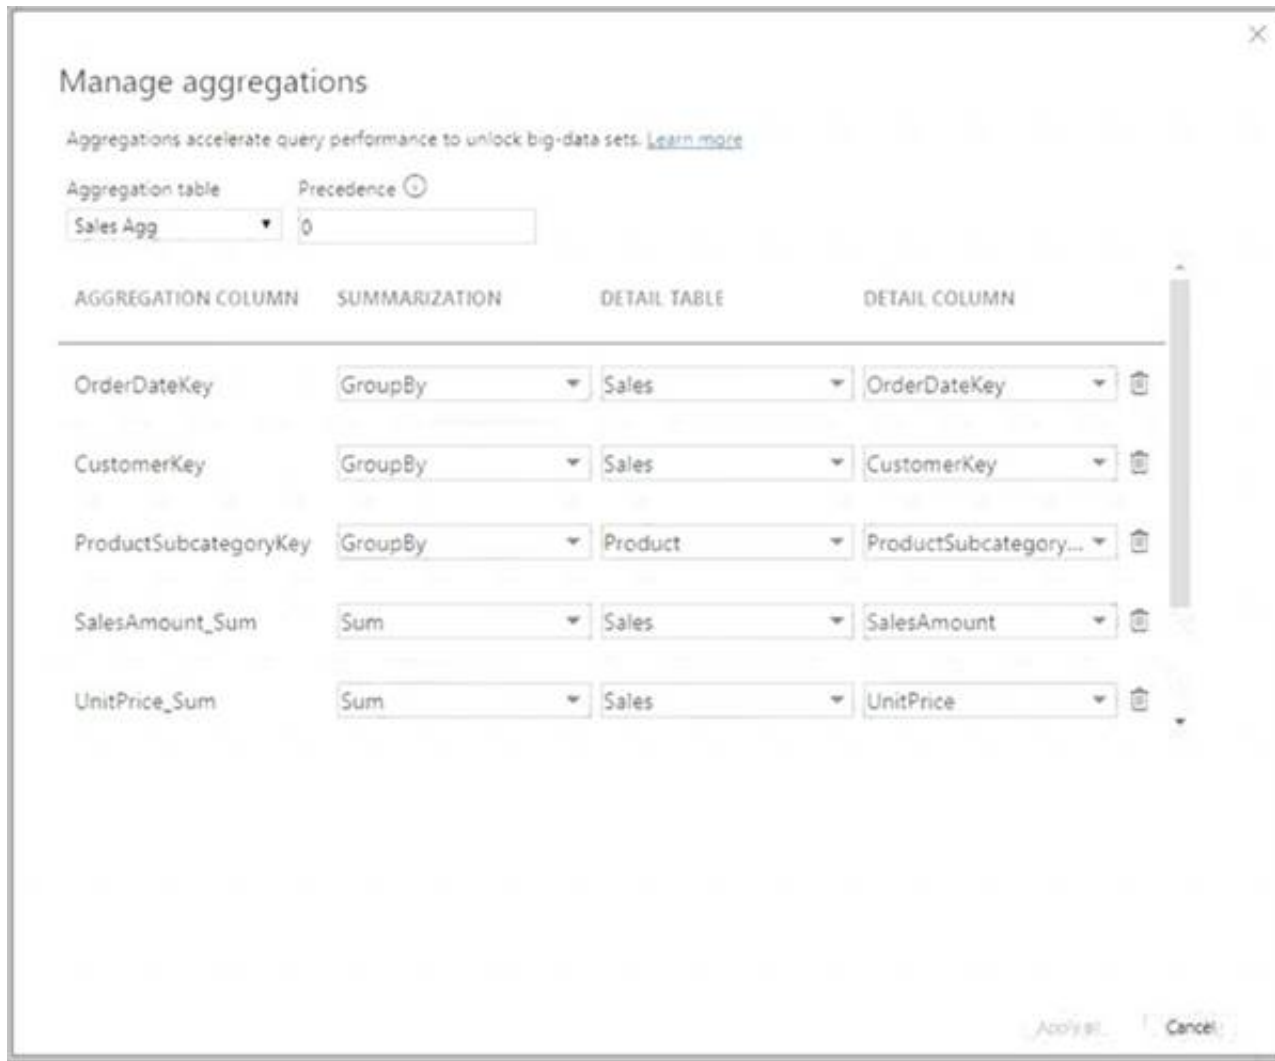 Manage aggregations
Aggregations accelerate query performance to unlock big-data sets. Learn more
Aggregation table Precedence
Sales Agg 0
AGGREGATION COLUMN SUMMARIZATION DETAIL TABLE DETAIL COLUMN
OrderDateKey GroupBy Sales OrderDateKey
CustomerKey GroupBy Sales CustomerKey
ProductSubcategoryKey GroupBy Product ProductSubcategory...
SalesAmount_Sum Sum Sales SalesAmount
UnitPrice_Sum Sum Sales UnitPrice
Apply all Cancel